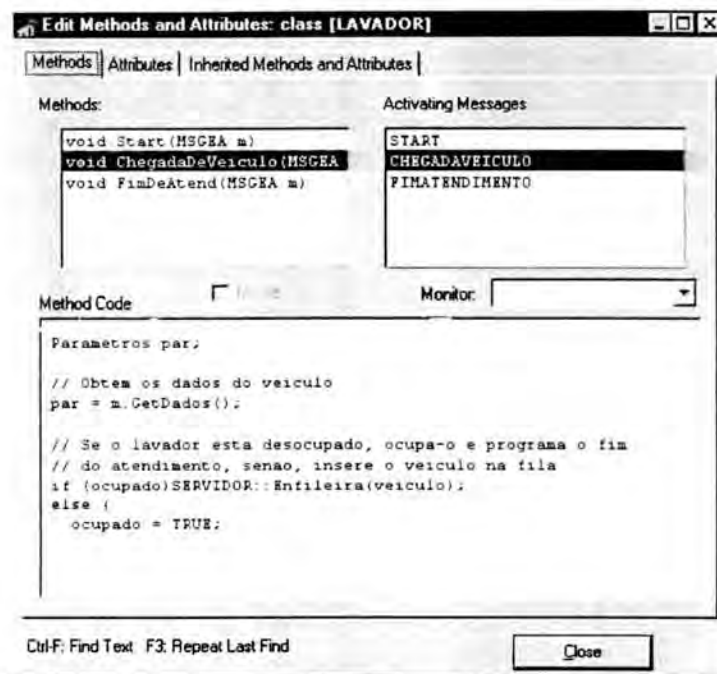 Edit Methods and Attributes: class [LAVADOR]
Methods Attributes Inherited Methods and Attributes
Methods: Activating Messages
void Start(MSGEA m) START
void ChegadaDeVeiculo(MSGEA CHEGADAVEICULO
void FimDeAtend(MSGEA m) FIMATENDIMENTO
Method Code Monitor:
Parametros par;
// Obtem os dados do veiculo
par = m.GetDados();
// Se o lavador esta desocupado, ocupa-o e programa o fim
// do atendimento, senao, insere o veiculo na fila
if (ocupado)SERVIDOR::Enfileira(veiculo);
else {
ocupado = TRUE;
Ctrl-F: Find Text F3: Repeat Last Find Close